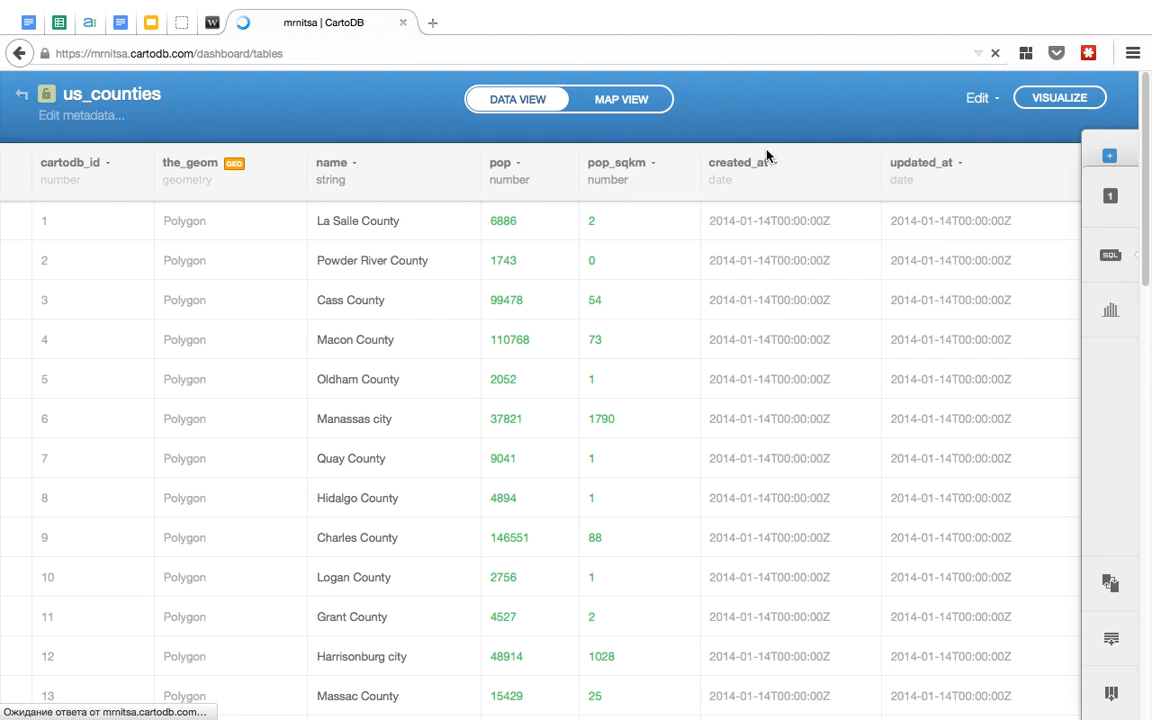 mrnitsa | CartoDB
https://mrnitsa.cartodb.com/dashboard/tables
us_counties
Edit metadata...
DATA VIEW MAP VIEW
Edit VISUALIZE
cartodb_id the_geom GEO name pop pop_sqkm created_at updated_at
number geometry string number number date date
1 Polygon La Salle County 6886 2 2014-01-14T00:00:00Z 2014-01-14T00:00:00Z
2 Polygon Powder River County 1743 0 2014-01-14T00:00:00Z 2014-01-14T00:00:00Z
3 Polygon Cass County 99478 54 2014-01-14T00:00:00Z 2014-01-14T00:00:00Z
4 Polygon Macon County 110768 73 2014-01-14T00:00:00Z 2014-01-14T00:00:00Z
5 Polygon Oldham County 2052 1 2014-01-14T00:00:00Z 2014-01-14T00:00:00Z
6 Polygon Manassas city 37821 1790 2014-01-14T00:00:00Z 2014-01-14T00:00:00Z
7 Polygon Quay County 9041 1 2014-01-14T00:00:00Z 2014-01-14T00:00:00Z
8 Polygon Hidalgo County 4894 1 2014-01-14T00:00:00Z 2014-01-14T00:00:00Z
9 Polygon Charles County 146551 88 2014-01-14T00:00:00Z 2014-01-14T00:00:00Z
10 Polygon Logan County 2756 1 2014-01-14T00:00:00Z 2014-01-14T00:00:00Z
11 Polygon Grant County 4527 2 2014-01-14T00:00:00Z 2014-01-14T00:00:00Z
12 Polygon Harrisonburg city 48914 1028 2014-01-14T00:00:00Z 2014-01-14T00:00:00Z
13 Polygon Massac County 15429 25 2014-01-14T00:00:00Z 2014-01-14T00:00:00Z
1
SQL
Ожидание ответа от mrnitsa.cartodb.com...